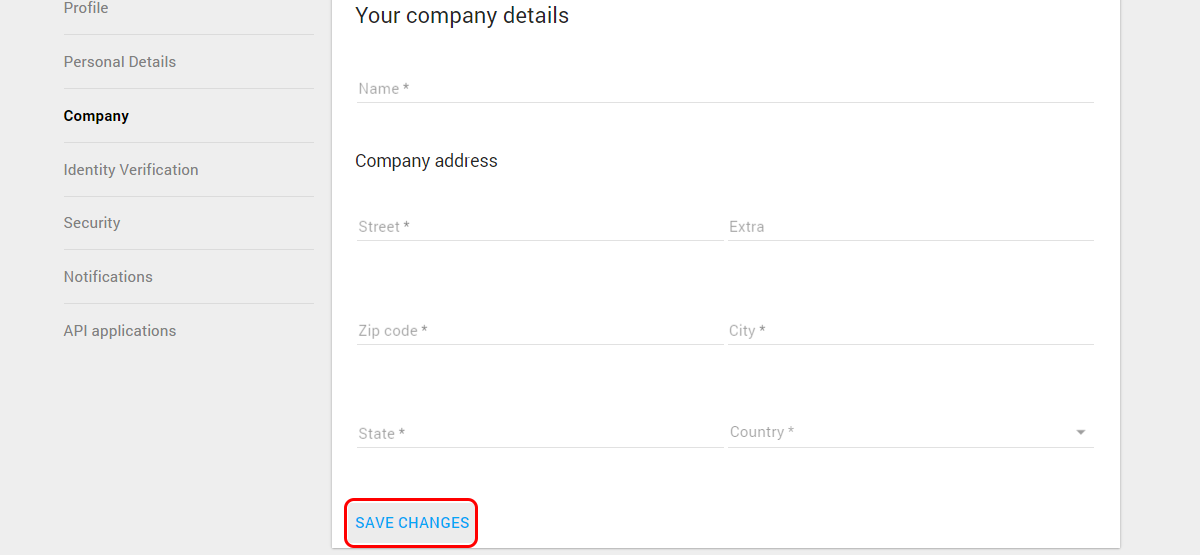 Profile
Personal Details
Company
Identity Verification
Security
Notifications
API applications
Your company details
Name *
Company address
Street * Extra
Zip code * City *
State * Country *
SAVE CHANGES